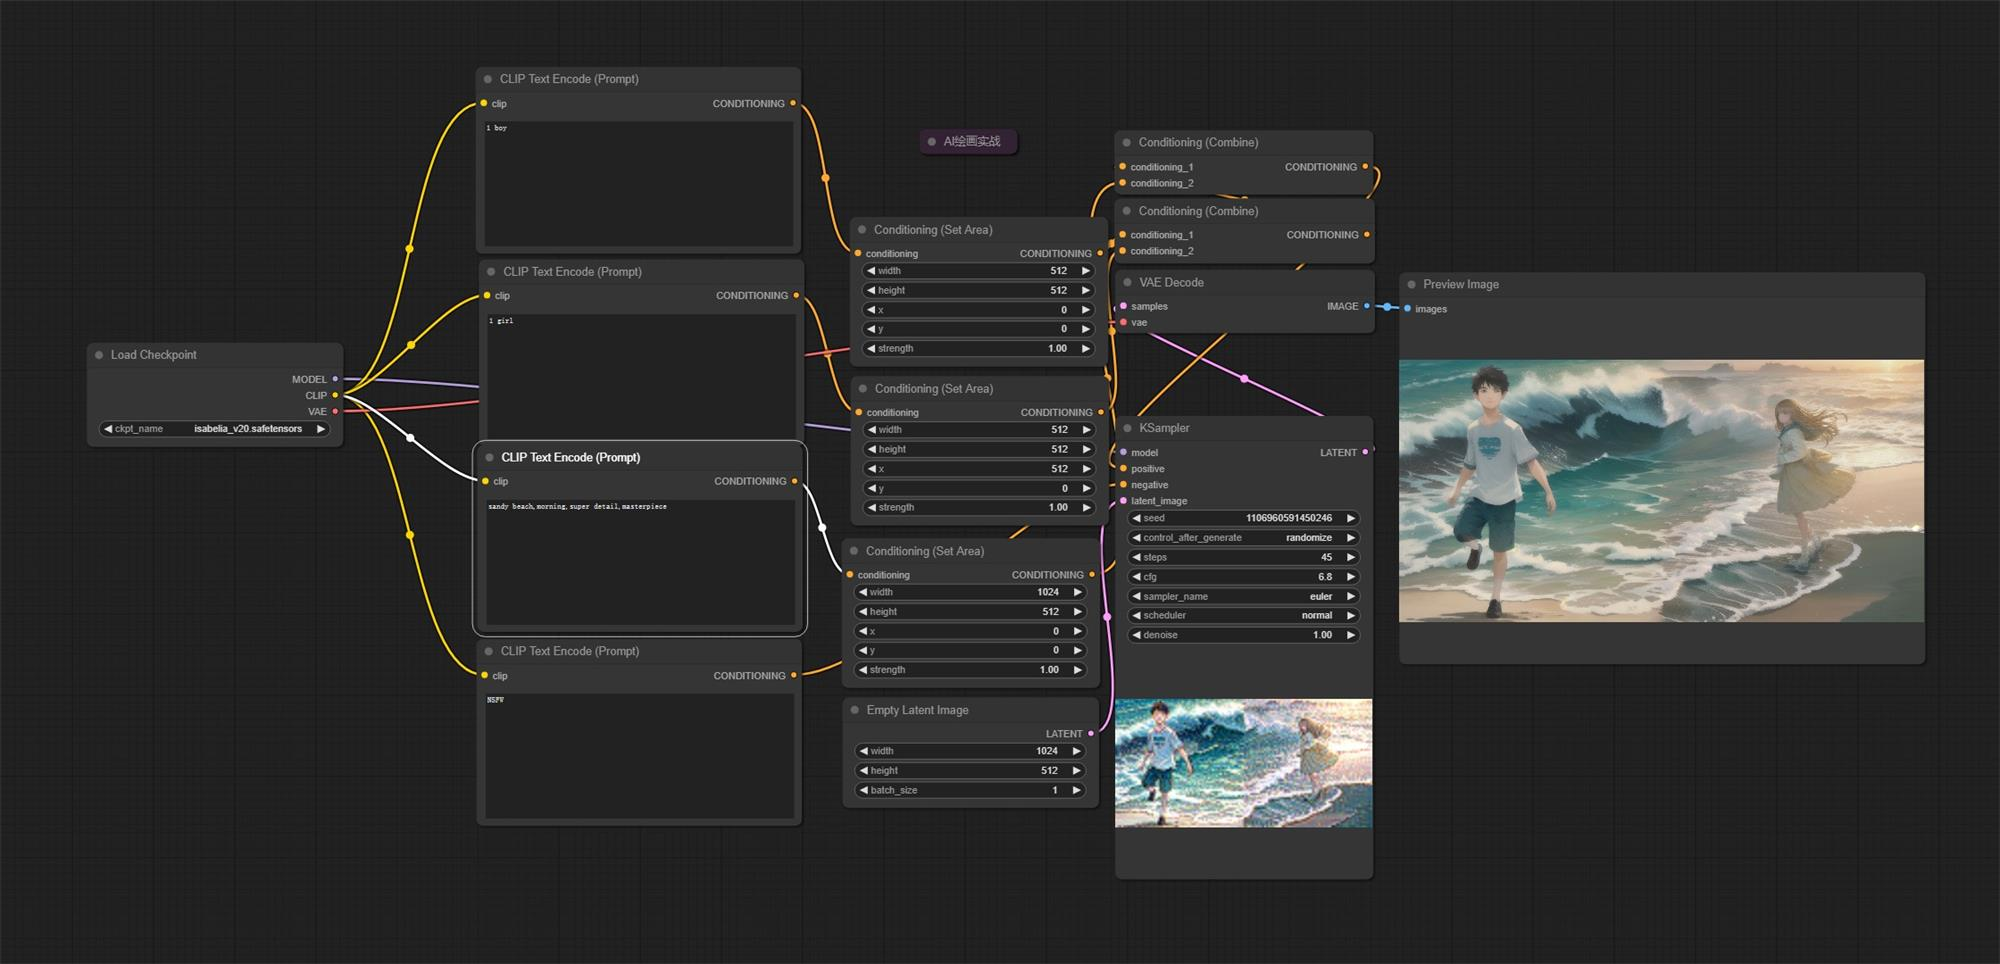 CLIP Text Encode (Prompt)
clip
CONDITIONING
1 boy
CLIP Text Encode (Prompt)
clip
CONDITIONING
1 girl
Load Checkpoint
MODEL
CLIP
VAE
ckpt_name
isabelia_v20.safetensors
CLIP Text Encode (Prompt)
clip
CONDITIONING
sandy beach,morning,super detail,masterpiece
CLIP Text Encode (Prompt)
clip
CONDITIONING
NSFW
AI绘画实战
Conditioning (Set Area)
conditioning
CONDITIONING
width 512
height 512
x 0
y 0
strength 1.00
Conditioning (Set Area)
conditioning
CONDITIONING
width 512
height 512
x 512
y 0
strength 1.00
Conditioning (Set Area)
conditioning
CONDITIONING
width 1024
height 512
x 0
y 0
strength 1.00
Empty Latent Image
LATENT
width 1024
height 512
batch_size 1
Conditioning (Combine)
conditioning_1
CONDITIONING
conditioning_2
Conditioning (Combine)
conditioning_1
CONDITIONING
conditioning_2
VAE Decode
samples
IMAGE
vae
KSampler
model
LATENT
positive
negative
latent_image
seed 1106960591450246
control_after_generate randomize
steps 45
cfg 6.8
sampler_name euler
scheduler normal
denoise 1.00
Preview Image
images